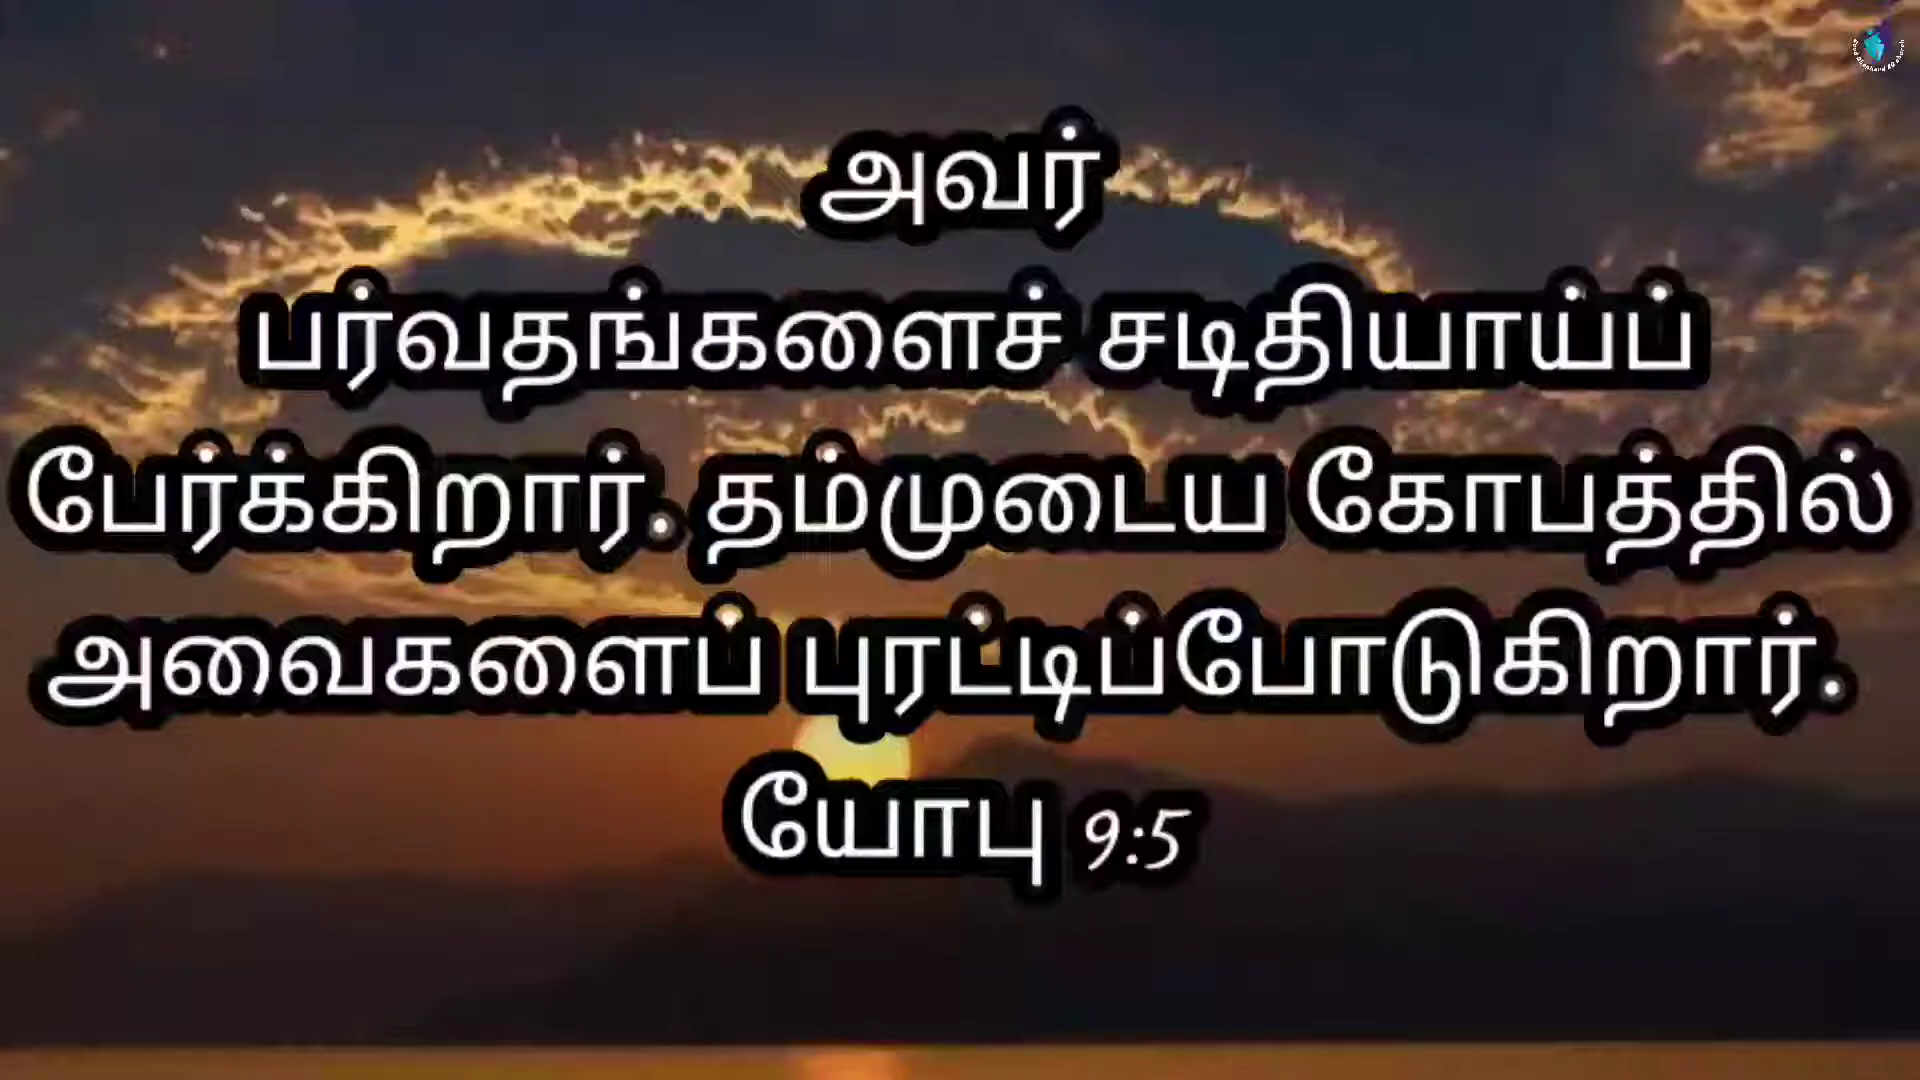 அவர்
பர்வதங்களைச் சடிதியாய்ப்
பேர்க்கிறார். தம்முடைய கோபத்தில்
அவைகளைப் புரட்டிப்போடுகிறார்.
யோபு 9:5